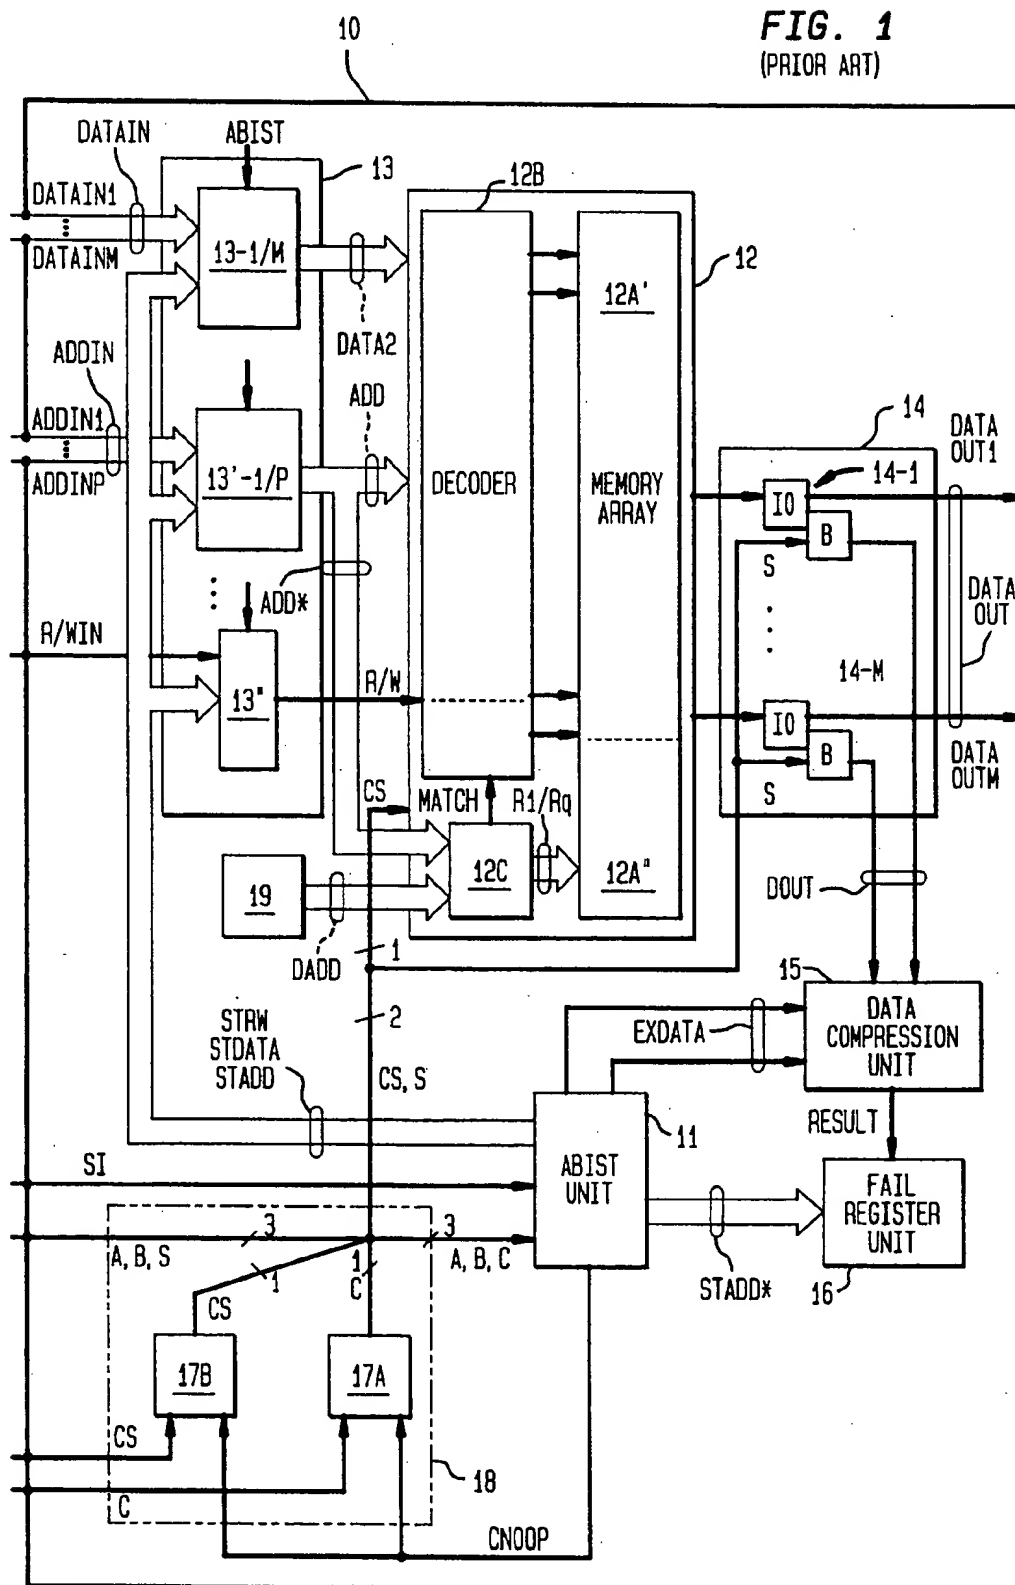 FIG. 1
(PRIOR ART)
10
DATAIN
ABIST
13
12B
DATAIN1
DATAINM
13-1/M
12
12A'
DATA2
ADDIN
ADD
ADDIN1
ADDINP
13'-1/P
DECODER
MEMORY
ARRAY
14
DATA
OUT1
14-1
IO
B
S
ADD*
DATA
OUT
R/WIN
13"
R/W
14-M
IO
B
S
DATA
OUTM
CS
MATCH
R1/Rq
19
12C
12A"
DADD
DOUT
1
2
15
DATA
COMPRESSION
UNIT
EXDATA
STRW
STDATA
STADD
CS, S
11
RESULT
ABIST
UNIT
SI
FAIL
REGISTER
UNIT
3
3
A, B, S
A, B, C
1
1
C
STADD*
16
CS
17B
17A
CS
18
C
CNOOP